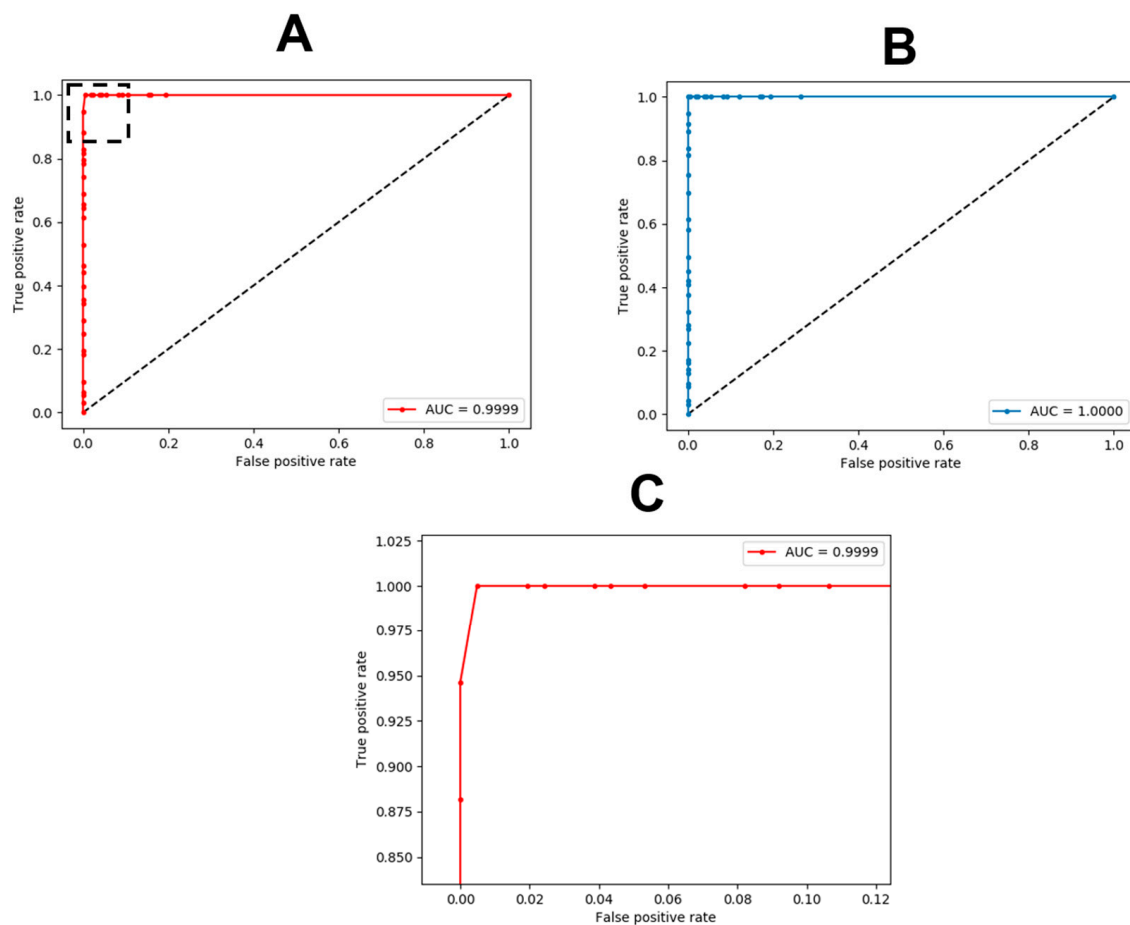 A
1.0
0.8
0.6
0.4
0.2
0.0
True positive rate
0.0 0.2 0.4 0.6 0.8 1.0
False positive rate
AUC = 0.9999
B
1.0
0.8
0.6
0.4
0.2
0.0
True positive rate
0.0 0.2 0.4 0.6 0.8 1.0
False positive rate
AUC = 1.0000
C
1.025
1.000
0.975
0.950
0.925
0.900
0.875
0.850
True positive rate
0.00 0.02 0.04 0.06 0.08 0.10 0.12
False positive rate
AUC = 0.9999